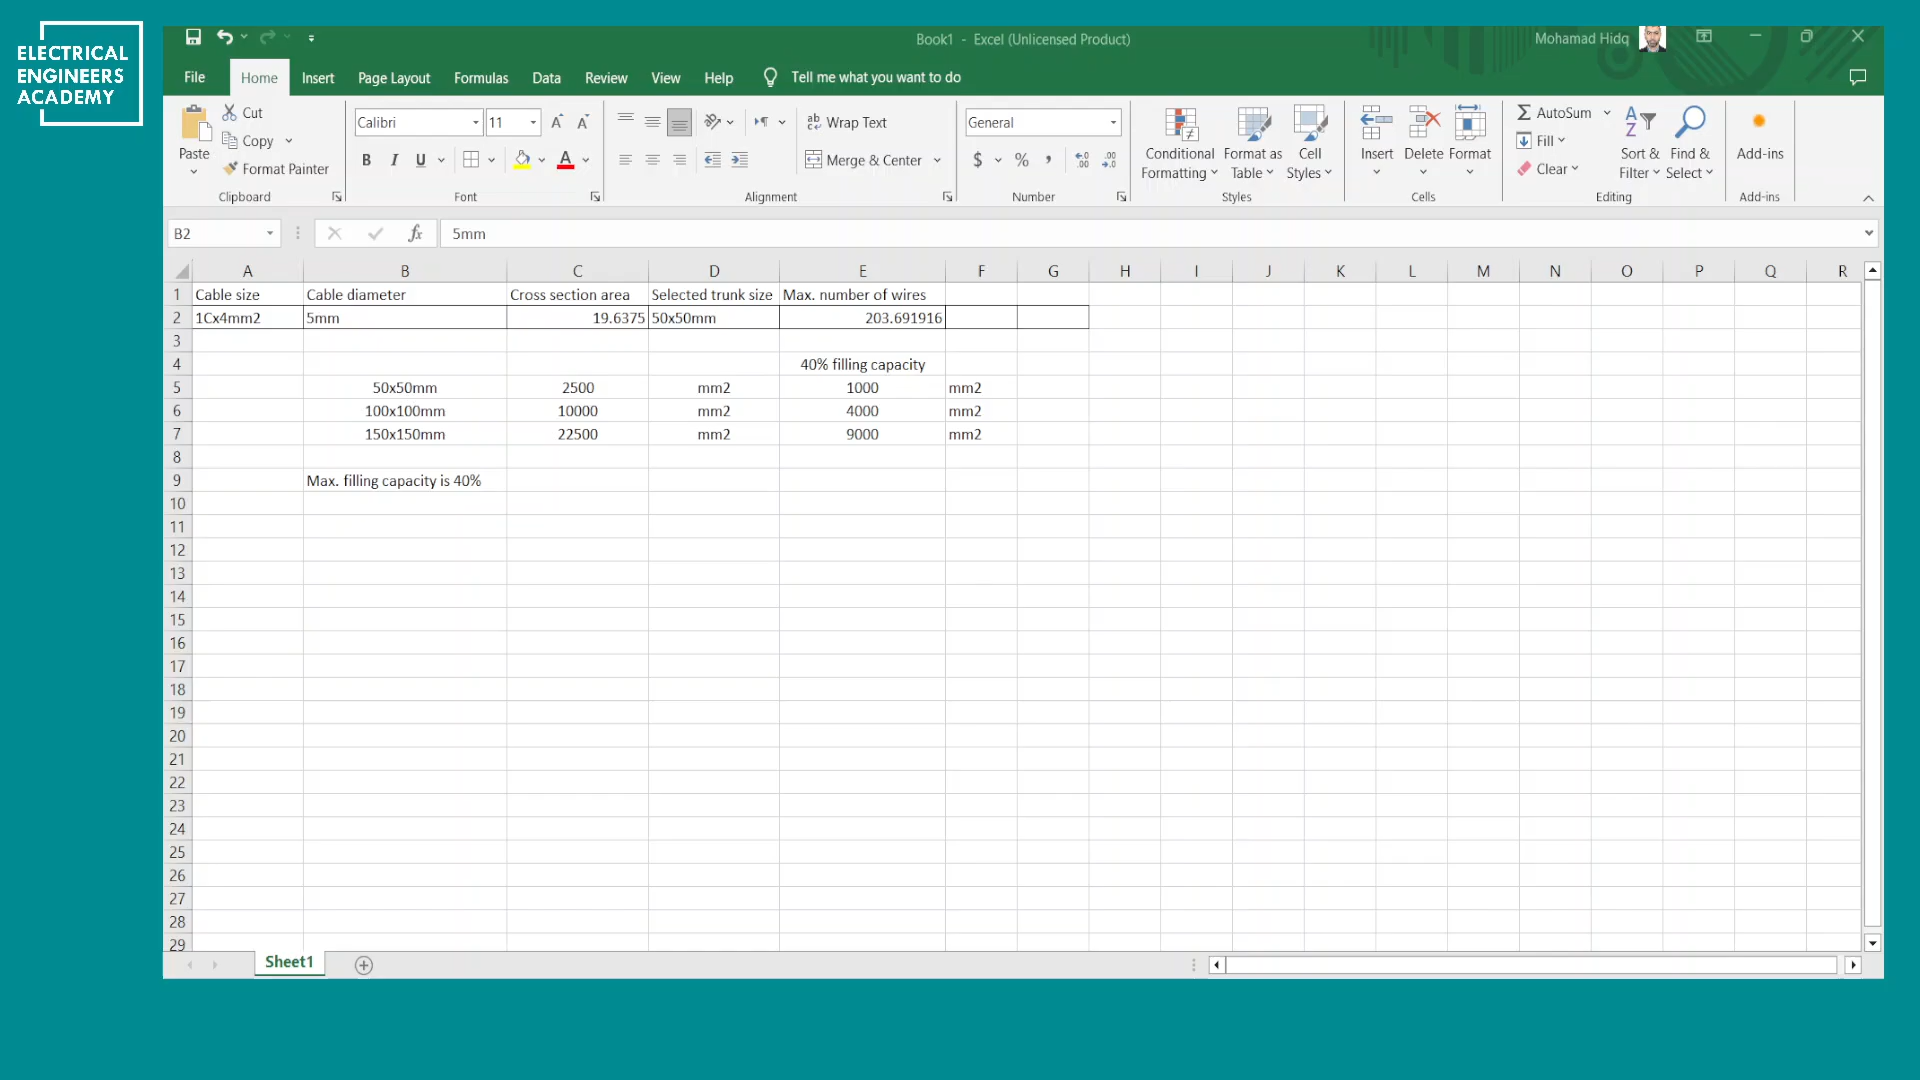 ELECTRICAL
ENGINEERS
ACADEMY
Book1 - Excel (Unlicensed Product)
Mohamad Hidq
File Home Insert Page Layout Formulas Data Review View Help Tell me what you want to do
Cut
Copy
Format Painter
Paste
Clipboard
Calibri 11
B I U
Font
Wrap Text
Merge & Center
Alignment
General
$ % ,
Number
Conditional Formatting
Format as Table
Cell Styles
Styles
Insert Delete Format
Cells
AutoSum
Fill
Clear
Sort & Filter
Find & Select
Editing
Add-ins
Add-ins
B2 fx 5mm
A B C D E F G H I J K L M N O P Q R
1 Cable size Cable diameter Cross section area Selected trunk size Max. number of wires
2 1Cx4mm2 5mm 19.6375 50x50mm 203.691916
3
4 40% filling capacity
5 50x50mm 2500 mm2 1000 mm2
6 100x100mm 10000 mm2 4000 mm2
7 150x150mm 22500 mm2 9000 mm2
8
9 Max. filling capacity is 40%
10
11
12
13
14
15
16
17
18
19
20
21
22
23
24
25
26
27
28
29
Sheet1